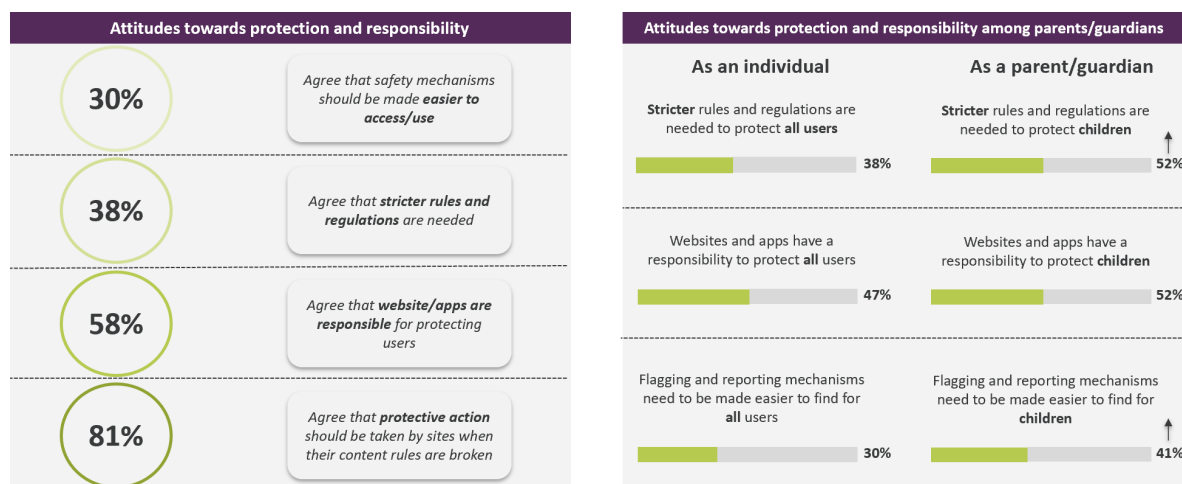 Attitudes towards protection and responsibility
30%
Agree that safety mechanisms
should be made easier to
access/use
38%
Agree that stricter rules and
regulations are needed
58%
Agree that website/apps are
responsible for protecting
users
81%
Agree that protective action
should be taken by sites when
their content rules are broken
Attitudes towards protection and responsibility among parents/guardians
As an individual
As a parent/guardian
Stricter rules and regulations are
needed to protect all users
38%
Stricter rules and regulations are
needed to protect children
52%
Websites and apps have a
responsibility to protect all users
47%
Websites and apps have a
responsibility to protect children
52%
Flagging and reporting mechanisms
need to be made easier to find for
all users
30%
Flagging and reporting mechanisms
need to be made easier to find for
children
41%